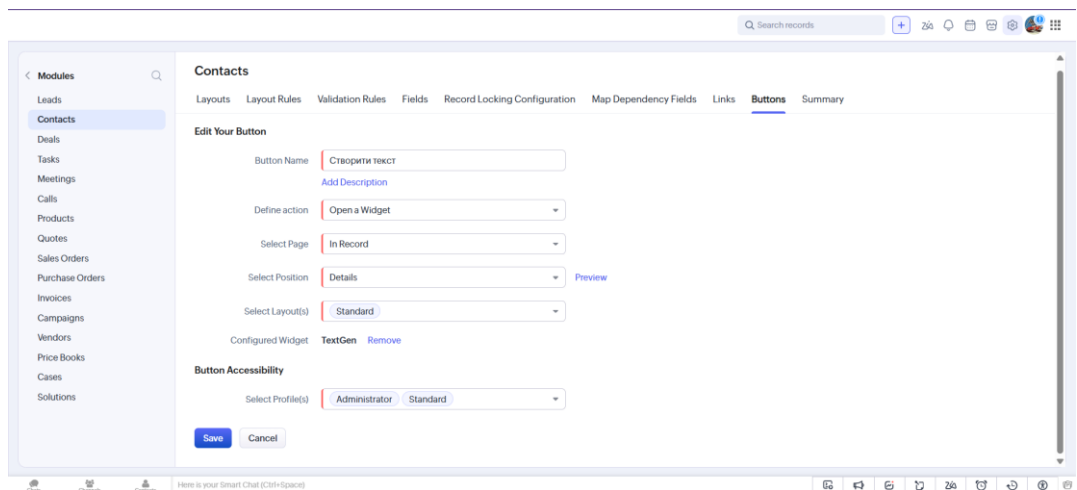 Search records
Modules
Leads
Contacts
Deals
Tasks
Meetings
Calls
Products
Quotes
Sales Orders
Purchase Orders
Invoices
Campaigns
Vendors
Price Books
Cases
Solutions
Contacts
Layouts Layout Rules Validation Rules Fields Record Locking Configuration Map Dependency Fields Links Buttons Summary
Edit Your Button
Button Name Створити текст
Add Description
Define action Open a Widget
Select Page In Record
Select Position Details Preview
Select Layout(s) Standard
Configured Widget TextGen Remove
Button Accessibility
Select Profile(s) Administrator Standard
Save Cancel
Here is your Smart Chat (Ctrl+Space)